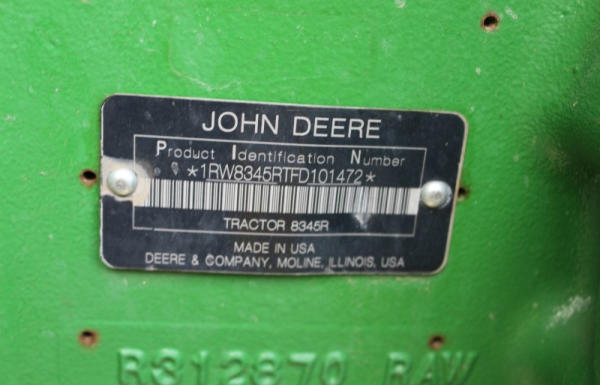 JOHN DEERE
Product Identification Number
*1RW8345RTFD101472*
TRACTOR 8345R
MADE IN USA
DEERE & COMPANY, MOLINE, ILLINOIS, USA
R312870 RAW